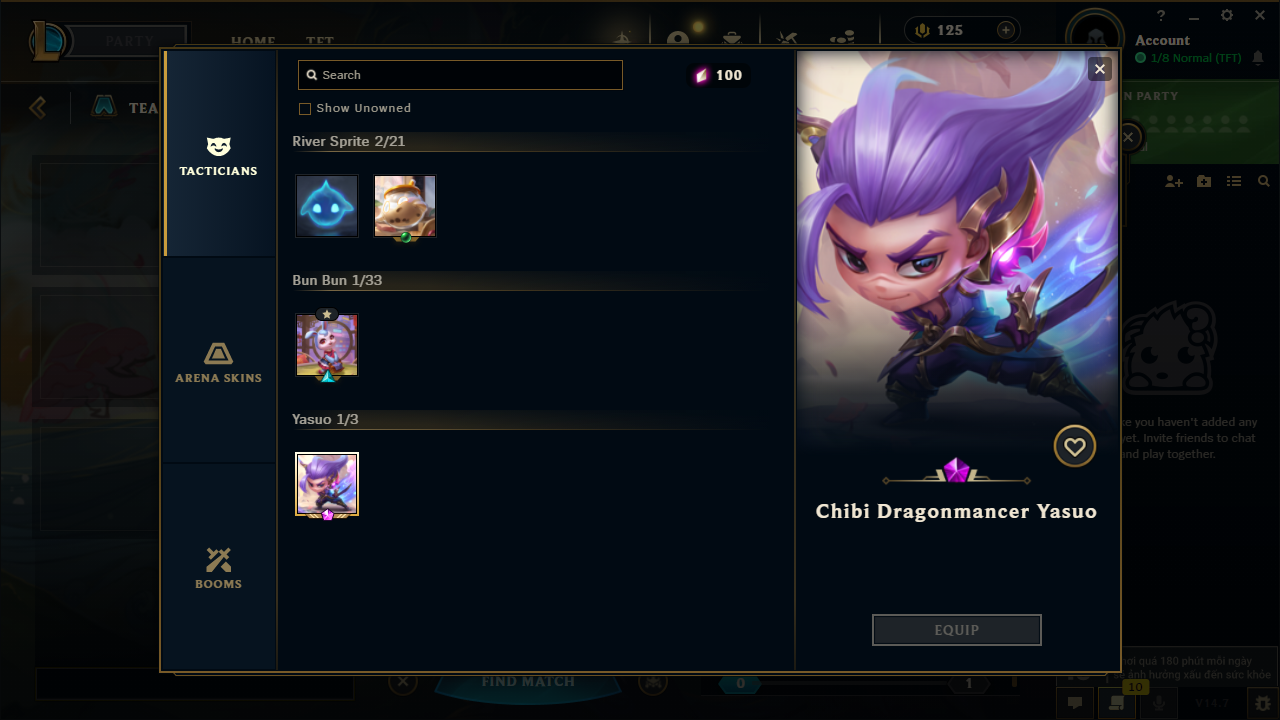 PARTY
HOME
TFT
125
?
Account
1/8 Normal (TFT)
TEA
N PARTY
TACTICIANS
ARENA SKINS
BOOMS
Search
100
Show Unowned
River Sprite 2/21
Bun Bun 1/33
Yasuo 1/3
Chibi Dragonmancer Yasuo
EQUIP
ke you haven't added any
yet. Invite friends to chat
and play together.
FIND MATCH
0
1
hơi quá 180 phút mỗi ngày
sẽ ảnh hưởng xấu đến sức khỏe
10
V14.7